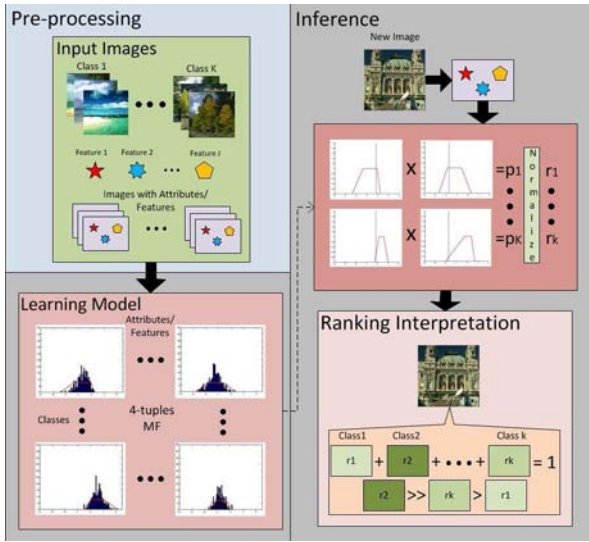 Pre-processing
Input Images
Class 1
Class K
Feature 1 Feature 2 Feature J
Images with Attributes/
Features
Learning Model
Attributes/
Features
Classes
4-tuples
MF
Inference
New Image
X =p1 r1
X =pK rk
Normalize
Ranking Interpretation
Class1 Class2 Class k
r1 + r2 + + rk = 1
r2 >> rk > r1